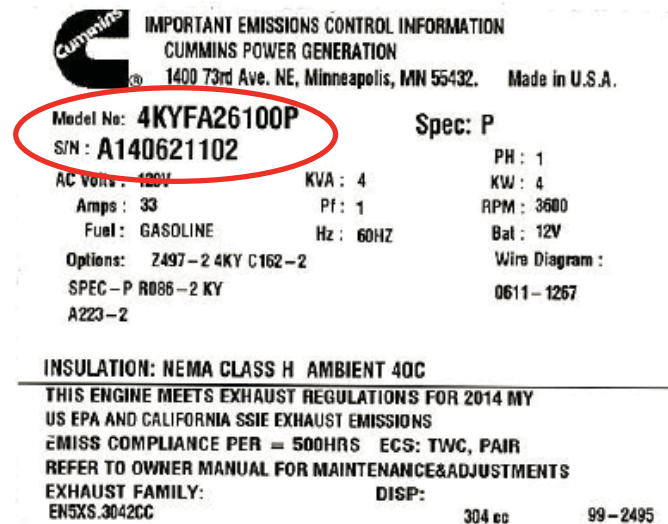 Cummins
®
IMPORTANT EMISSIONS CONTROL INFORMATION
CUMMINS POWER GENERATION
1400 73rd Ave. NE, Minneapolis, MN 55432. Made in U.S.A.
Model No: 4KYFA26100P Spec: P
S/N : A140621102
PH : 1
AC Volts : 120V KVA : 4 KW : 4
Amps : 33 Pf : 1 RPM : 3600
Fuel : GASOLINE Hz : 60HZ Bat : 12V
Options: Z497-2 4KY C162-2 Wire Diagram :
SPEC-P R086-2 KY 0611-1267
A223-2
INSULATION: NEMA CLASS H AMBIENT 40C
THIS ENGINE MEETS EXHAUST REGULATIONS FOR 2014 MY
US EPA AND CALIFORNIA SSIE EXHAUST EMISSIONS
EMISS COMPLIANCE PER = 500HRS ECS: TWC, PAIR
REFER TO OWNER MANUAL FOR MAINTENANCE&ADJUSTMENTS
EXHAUST FAMILY: DISP:
EN5XS.3042CC 304 cc 99-2495